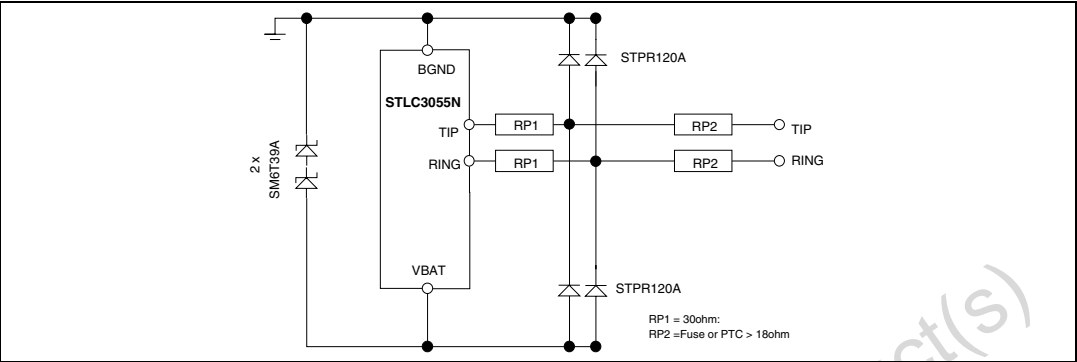 BGND
STPR120A
STLC3055N
TIP
RP1
RP2
TIP
RING
RP1
RP2
RING
2 x
SM6T39A
VBAT
STPR120A
RP1 = 30ohm:
RP2 =Fuse or PTC > 18ohm
ct(s)